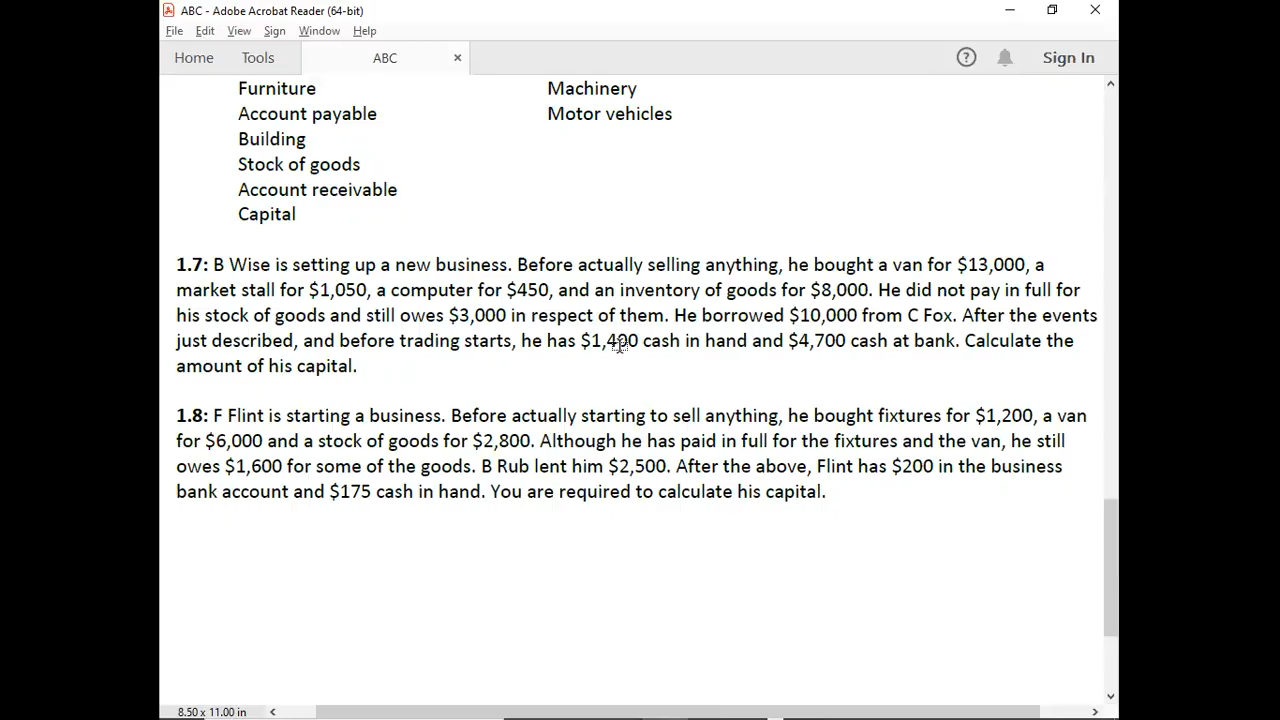 ABC - Adobe Acrobat Reader (64-bit)
File Edit View Sign Window Help
Home Tools ABC Sign In
Furniture Machinery
Account payable Motor vehicles
Building
Stock of goods
Account receivable
Capital
1.7: B Wise is setting up a new business. Before actually selling anything, he bought a van for $13,000, a
market stall for $1,050, a computer for $450, and an inventory of goods for $8,000. He did not pay in full for
his stock of goods and still owes $3,000 in respect of them. He borrowed $10,000 from C Fox. After the events
just described, and before trading starts, he has $1,400 cash in hand and $4,700 cash at bank. Calculate the
amount of his capital.
1.8: F Flint is starting a business. Before actually starting to sell anything, he bought fixtures for $1,200, a van
for $6,000 and a stock of goods for $2,800. Although he has paid in full for the fixtures and the van, he still
owes $1,600 for some of the goods. B Rub lent him $2,500. After the above, Flint has $200 in the business
bank account and $175 cash in hand. You are required to calculate his capital.
8.50 x 11.00 in